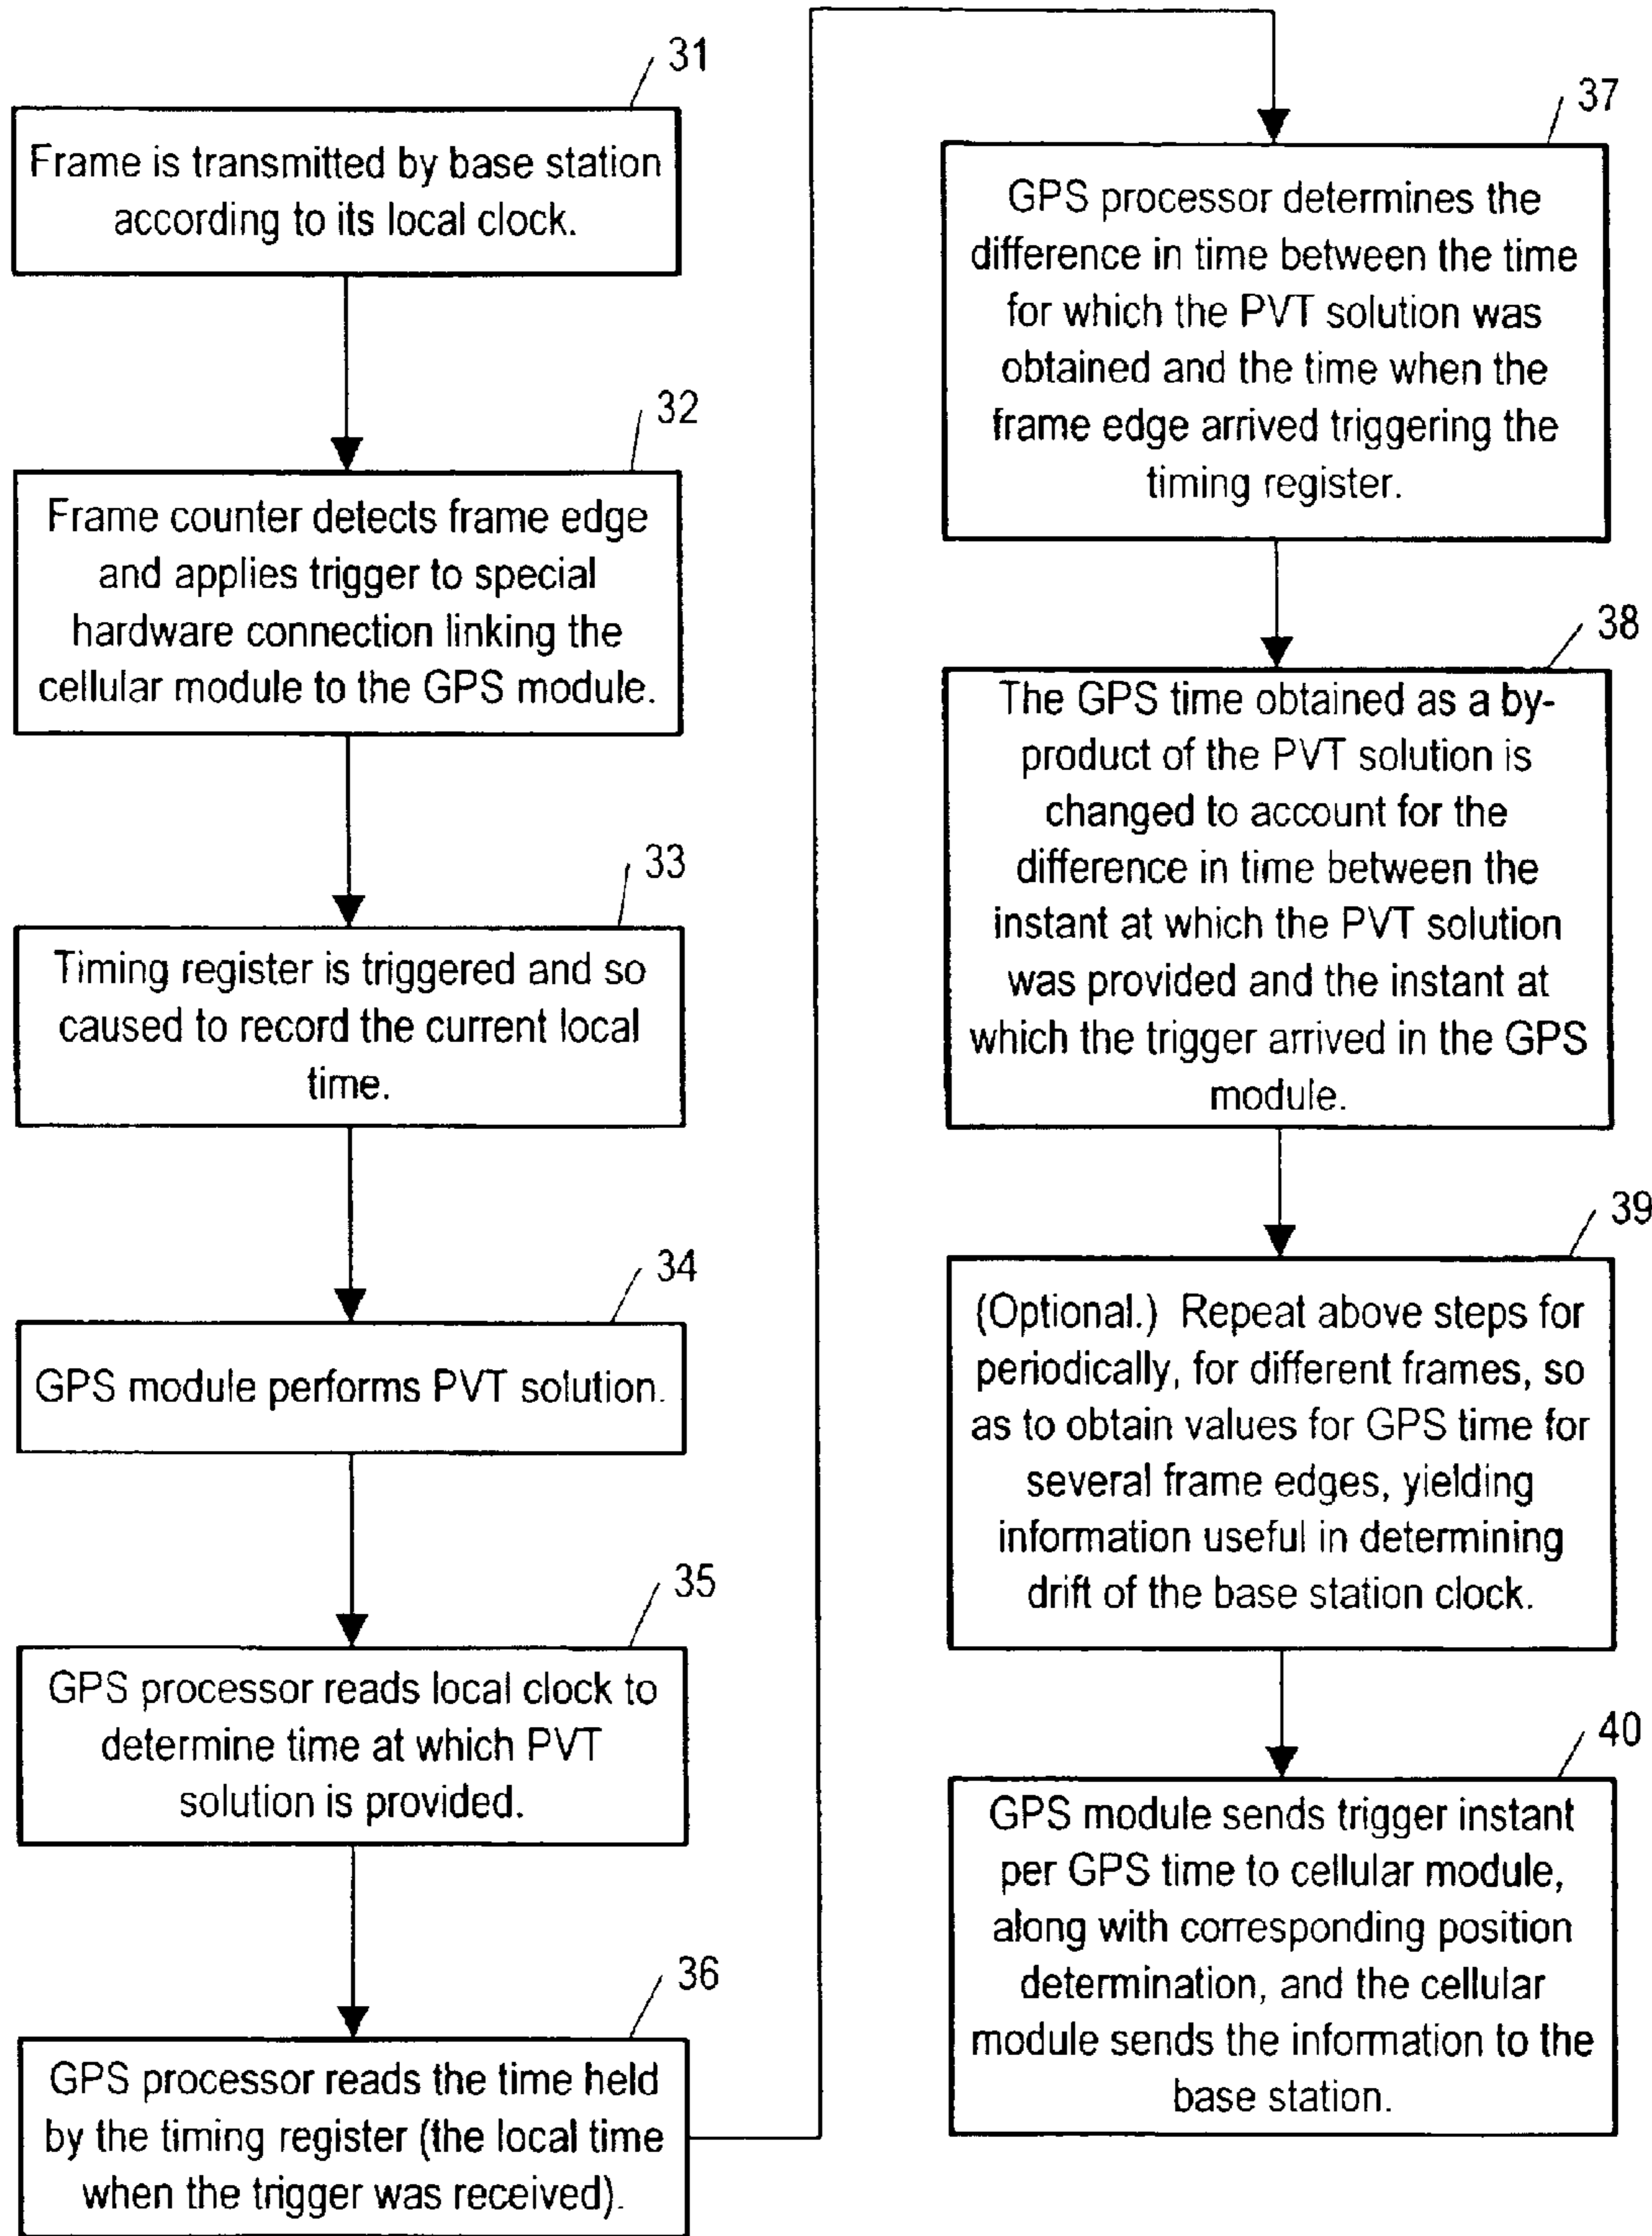 31
Frame is transmitted by base station
according to its local clock.
32
Frame counter detects frame edge
and applies trigger to special
hardware connection linking the
cellular module to the GPS module.
33
Timing register is triggered and so
caused to record the current local
time.
34
GPS module performs PVT solution.
35
GPS processor reads local clock to
determine time at which PVT
solution is provided.
36
GPS processor reads the time held
by the timing register (the local time
when the trigger was received).
37
GPS processor determines the
difference in time between the time
for which the PVT solution was
obtained and the time when the
frame edge arrived triggering the
timing register.
38
The GPS time obtained as a by-
product of the PVT solution is
changed to account for the
difference in time between the
instant at which the PVT solution
was provided and the instant at
which the trigger arrived in the GPS
module.
39
(Optional.) Repeat above steps for
periodically, for different frames, so
as to obtain values for GPS time for
several frame edges, yielding
information useful in determining
drift of the base station clock.
40
GPS module sends trigger instant
per GPS time to cellular module,
along with corresponding position
determination, and the cellular
module sends the information to the
base station.